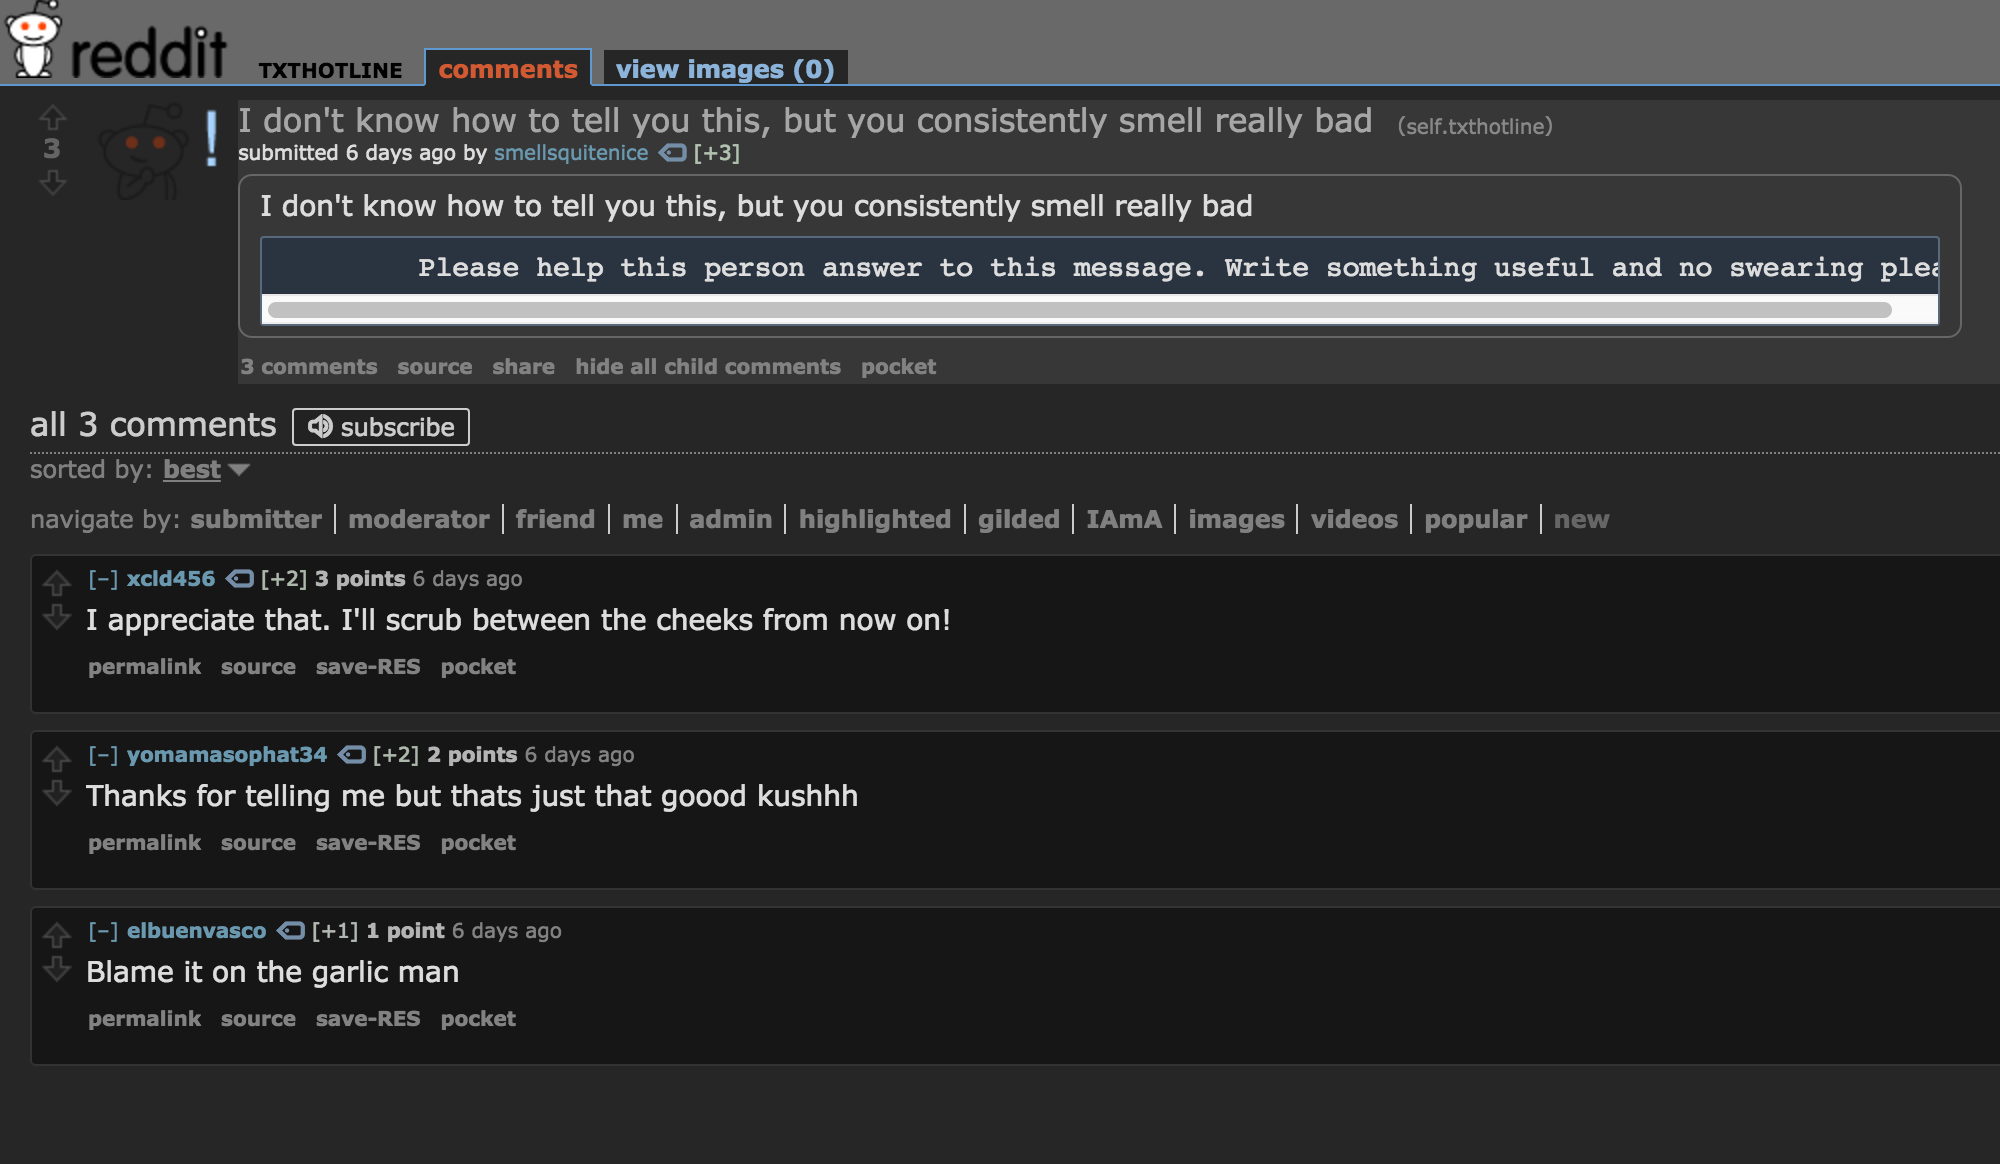 reddit TXTHOTLINE comments view images (0)
3
I don't know how to tell you this, but you consistently smell really bad (self.txthotline)
submitted 6 days ago by smellsquitenice [+3]
I don't know how to tell you this, but you consistently smell really bad
Please help this person answer to this message. Write something useful and no swearing plea
3 comments source share hide all child comments pocket
all 3 comments subscribe
sorted by: best
navigate by: submitter | moderator | friend | me | admin | highlighted | gilded | IAmA | images | videos | popular | new
[–] xcld456 [+2] 3 points 6 days ago
I appreciate that. I'll scrub between the cheeks from now on!
permalink source save-RES pocket
[–] yomamasophat34 [+2] 2 points 6 days ago
Thanks for telling me but thats just that goood kushhh
permalink source save-RES pocket
[–] elbuenvasco [+1] 1 point 6 days ago
Blame it on the garlic man
permalink source save-RES pocket